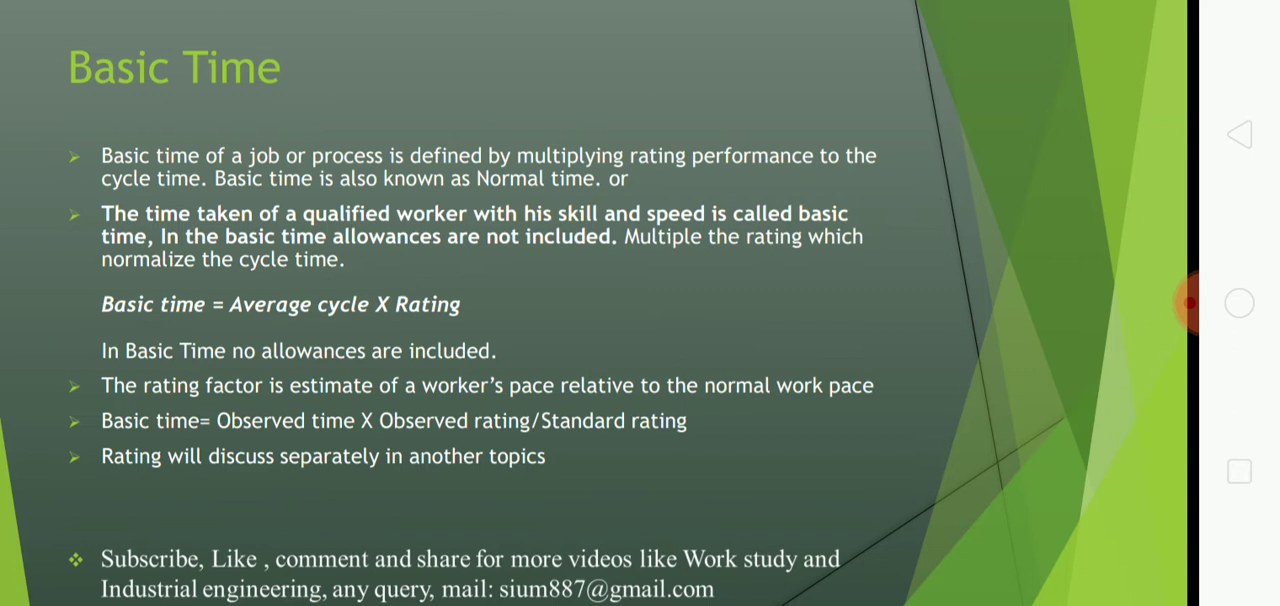 Basic Time
Basic time of a job or process is defined by multiplying rating performance to the
cycle time. Basic time is also known as Normal time. or
The time taken of a qualified worker with his skill and speed is called basic
time, In the basic time allowances are not included. Multiple the rating which
normalize the cycle time.
Basic time = Average cycle X Rating
In Basic Time no allowances are included.
The rating factor is estimate of a worker's pace relative to the normal work pace
Basic time= Observed time X Observed rating/Standard rating
Rating will discuss separately in another topics
Subscribe, Like , comment and share for more videos like Work study and
Industrial engineering, any query, mail: sium887@gmail.com